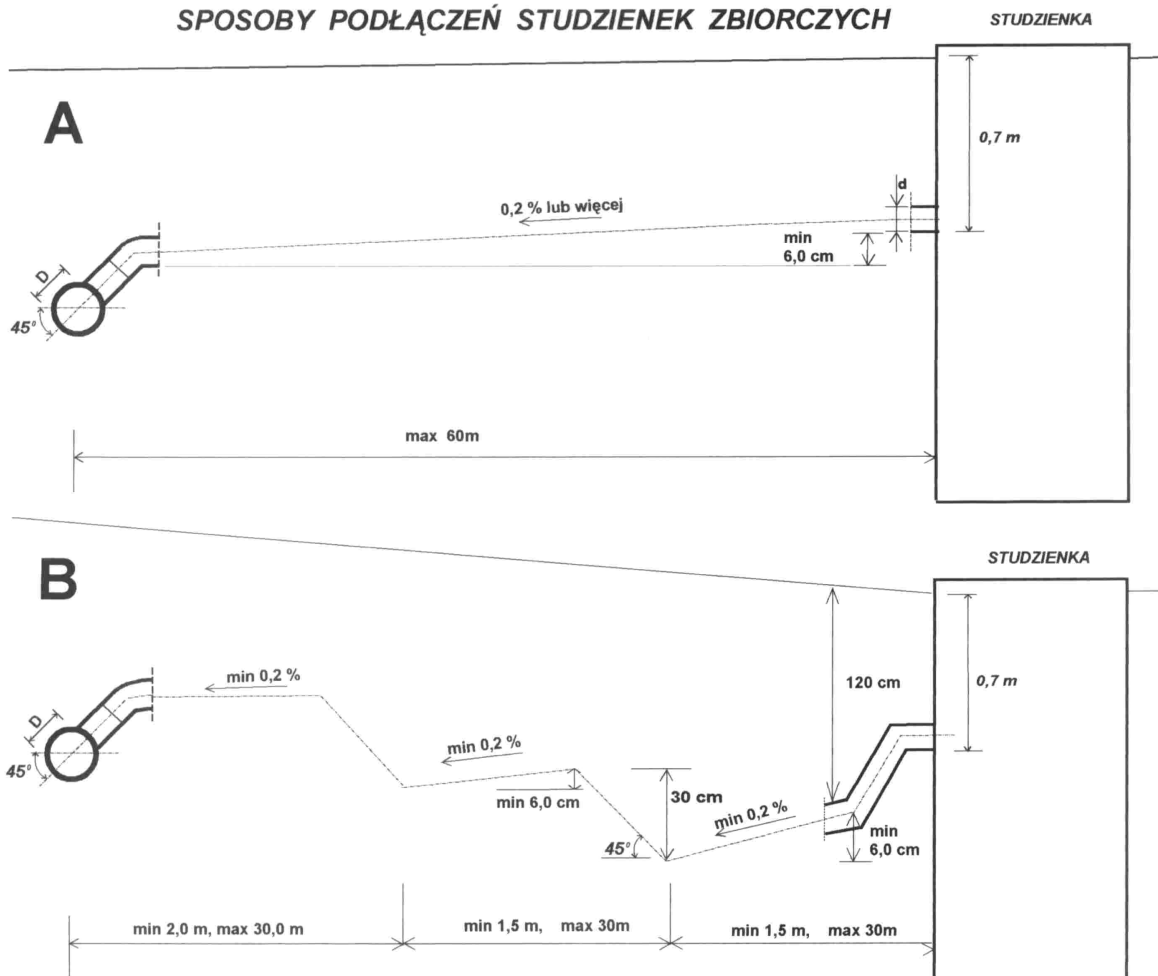 SPOSOBY PODŁĄCZEŃ STUDZIENEK ZBIORCZYCH
STUDZIENKA
A
0,7 m
d
0,2 % lub więcej
min
6,0 cm
D
45⁰
max 60m
B
STUDZIENKA
min 0,2 %
120 cm
0,7 m
D
45⁰
min 0,2 %
min 6,0 cm
30 cm
min 0,2 %
45⁰
min
6,0 cm
min 2,0 m, max 30,0 m
min 1,5 m, max 30m
min 1,5 m, max 30m